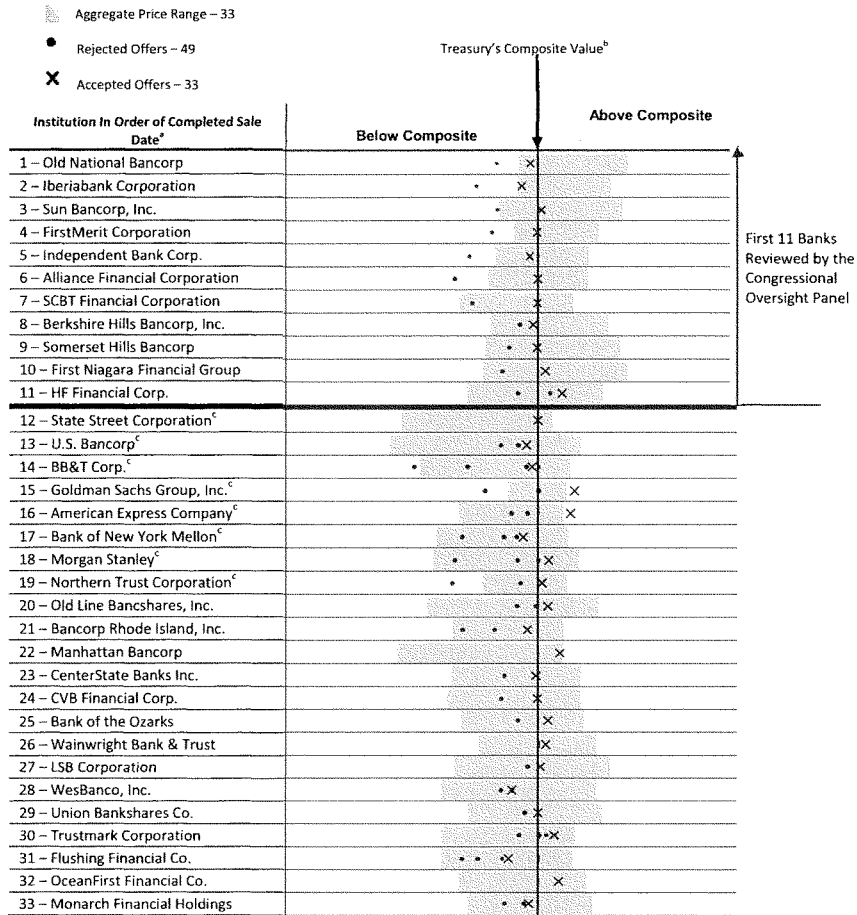 Aggregate Price Range – 33
Rejected Offers – 49
Treasury's Composite Valueᵇ
Accepted Offers – 33
Institution In Order of Completed Sale
Dateᵃ
Below Composite
Above Composite
1 – Old National Bancorp
2 – Iberiabank Corporation
3 – Sun Bancorp, Inc.
4 – FirstMerit Corporation
5 – Independent Bank Corp.
6 – Alliance Financial Corporation
7 – SCBT Financial Corporation
8 – Berkshire Hills Bancorp, Inc.
9 – Somerset Hills Bancorp
10 – First Niagara Financial Group
11 – HF Financial Corp.
First 11 Banks
Reviewed by the
Congressional
Oversight Panel
12 – State Street Corporationᶜ
13 – U.S. Bancorpᶜ
14 – BB&T Corp.ᶜ
15 – Goldman Sachs Group, Inc.ᶜ
16 – American Express Companyᶜ
17 – Bank of New York Mellonᶜ
18 – Morgan Stanleyᶜ
19 – Northern Trust Corporationᶜ
20 – Old Line Bancshares, Inc.
21 – Bancorp Rhode Island, Inc.
22 – Manhattan Bancorp
23 – CenterState Banks Inc.
24 – CVB Financial Corp.
25 – Bank of the Ozarks
26 – Wainwright Bank & Trust
27 – LSB Corporation
28 – WesBanco, Inc.
29 – Union Bankshares Co.
30 – Trustmark Corporation
31 – Flushing Financial Co.
32 – OceanFirst Financial Co.
33 – Monarch Financial Holdings